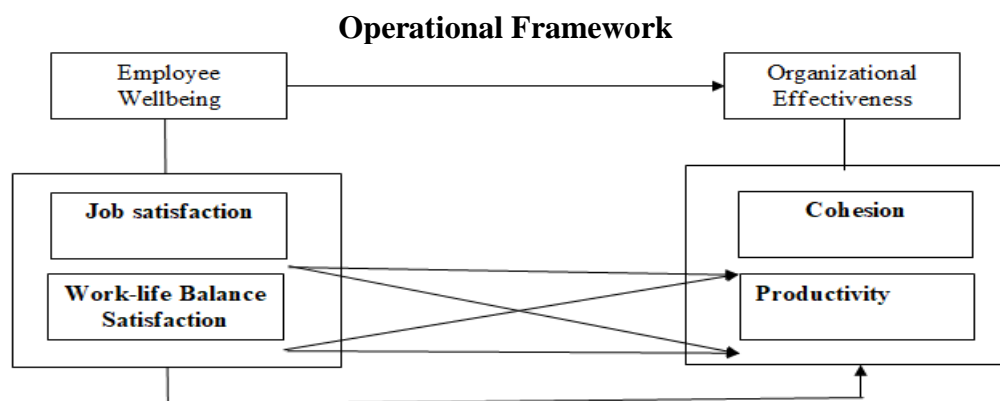 Operational Framework
Employee
Wellbeing
Organizational
Effectiveness
Job satisfaction
Cohesion
Work-life Balance
Satisfaction
Productivity